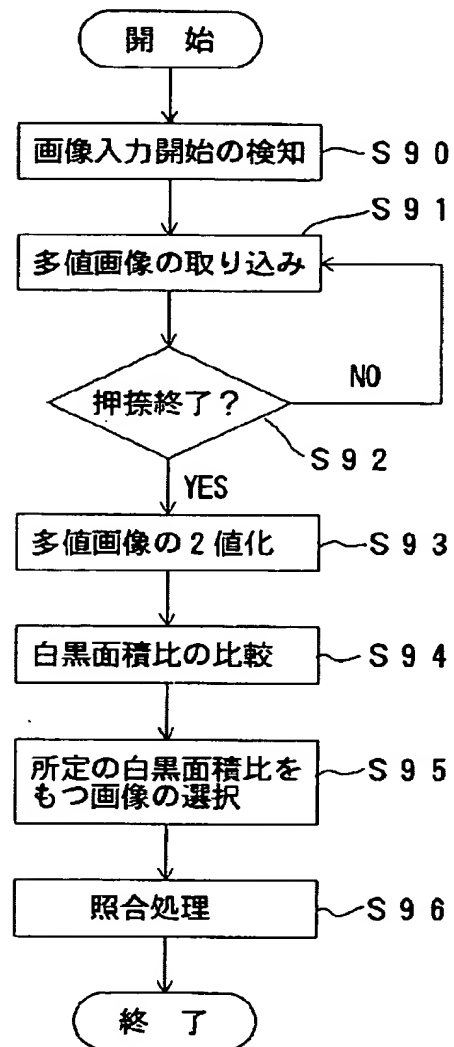 開 始
画像入力開始の検知
S90
S91
多値画像の取り込み
NO
押捺終了?
S92
YES
多値画像の2値化
S93
白黒面積比の比較
S94
所定の白黒面積比を
もつ画像の選択
S95
照合処理
S96
終 了